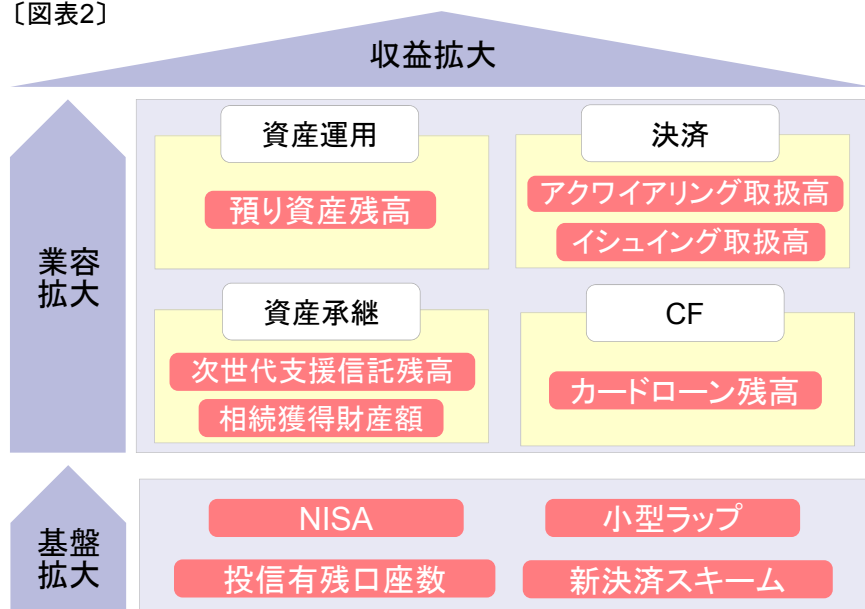 〔図表2〕
収益拡大
業容
拡大
資産運用
預り資産残高
決済
アクワイアリング取扱高
イシュイング取扱高
資産承継
次世代支援信託残高
相続獲得財産額
CF
カードローン残高
基盤
拡大
NISA
小型ラップ
投信有残口座数
新決済スキーム